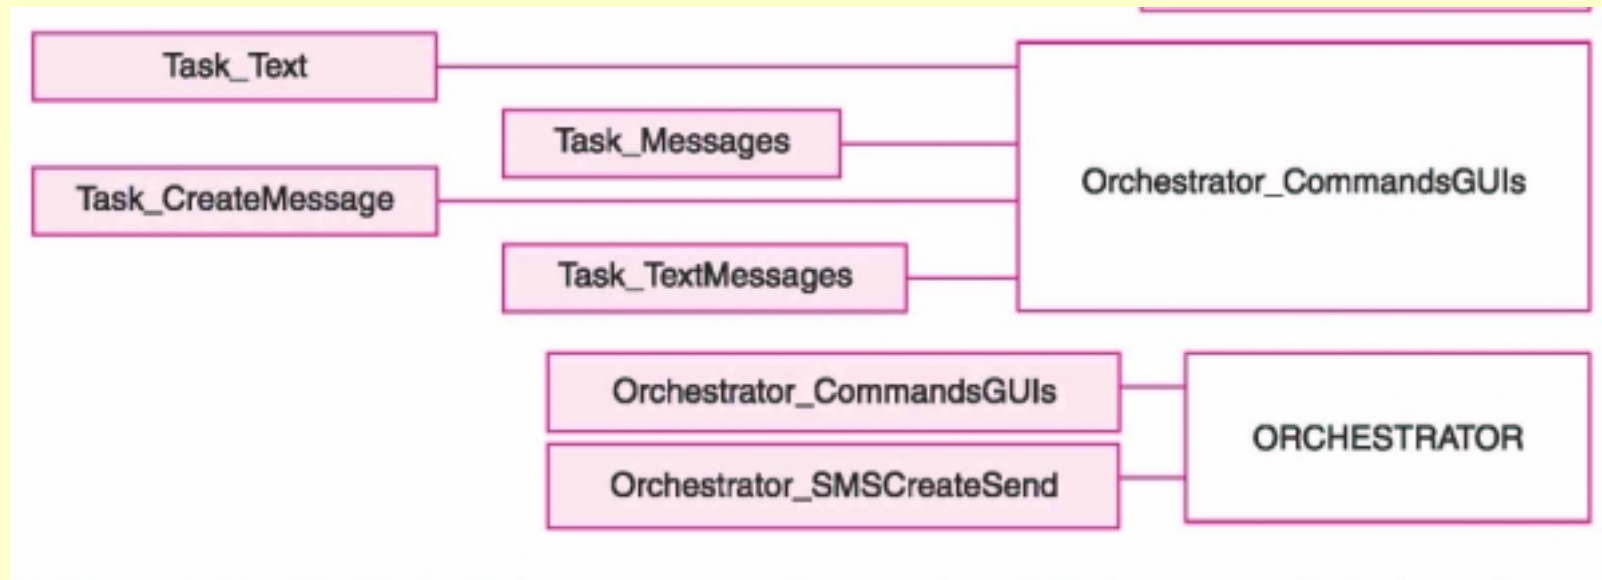 Task_Text
Task_Messages
Orchestrator_CommandsGUIs
Task_CreateMessage
Task_TextMessages
Orchestrator_CommandsGUIs
ORCHESTRATOR
Orchestrator_SMSCreateSend